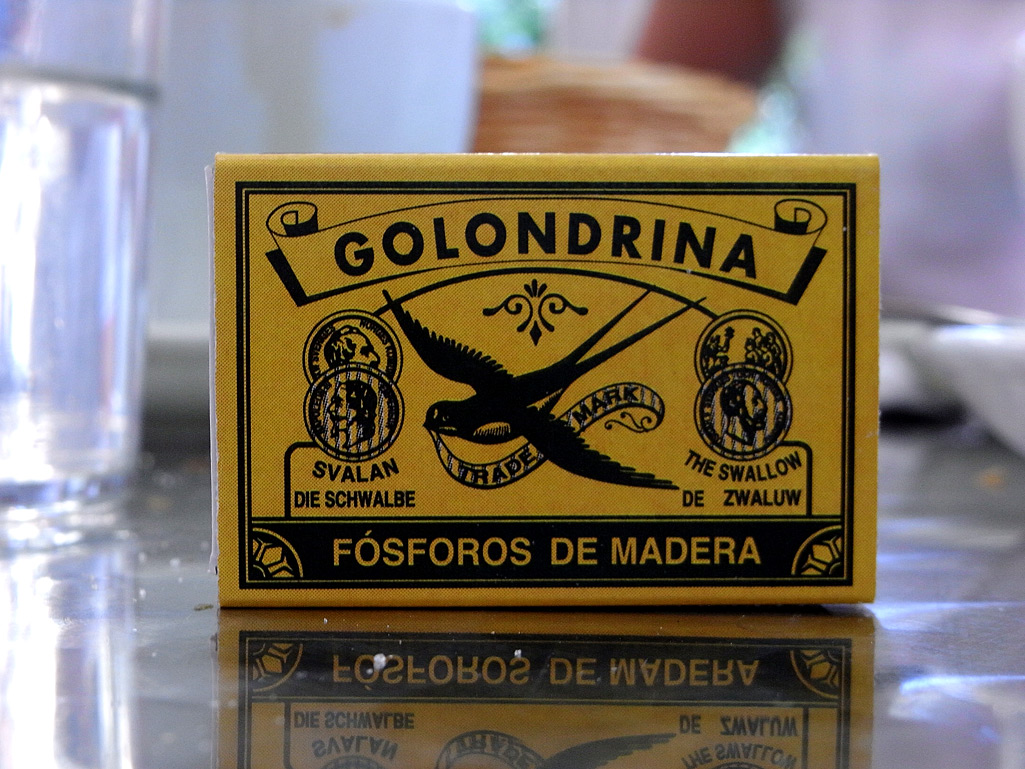 GOLONDRINA
TRADE MARK
SVALAN
DIE SCHWALBE
THE SWALLOW
DE ZWALUW
FÓSFOROS DE MADERA